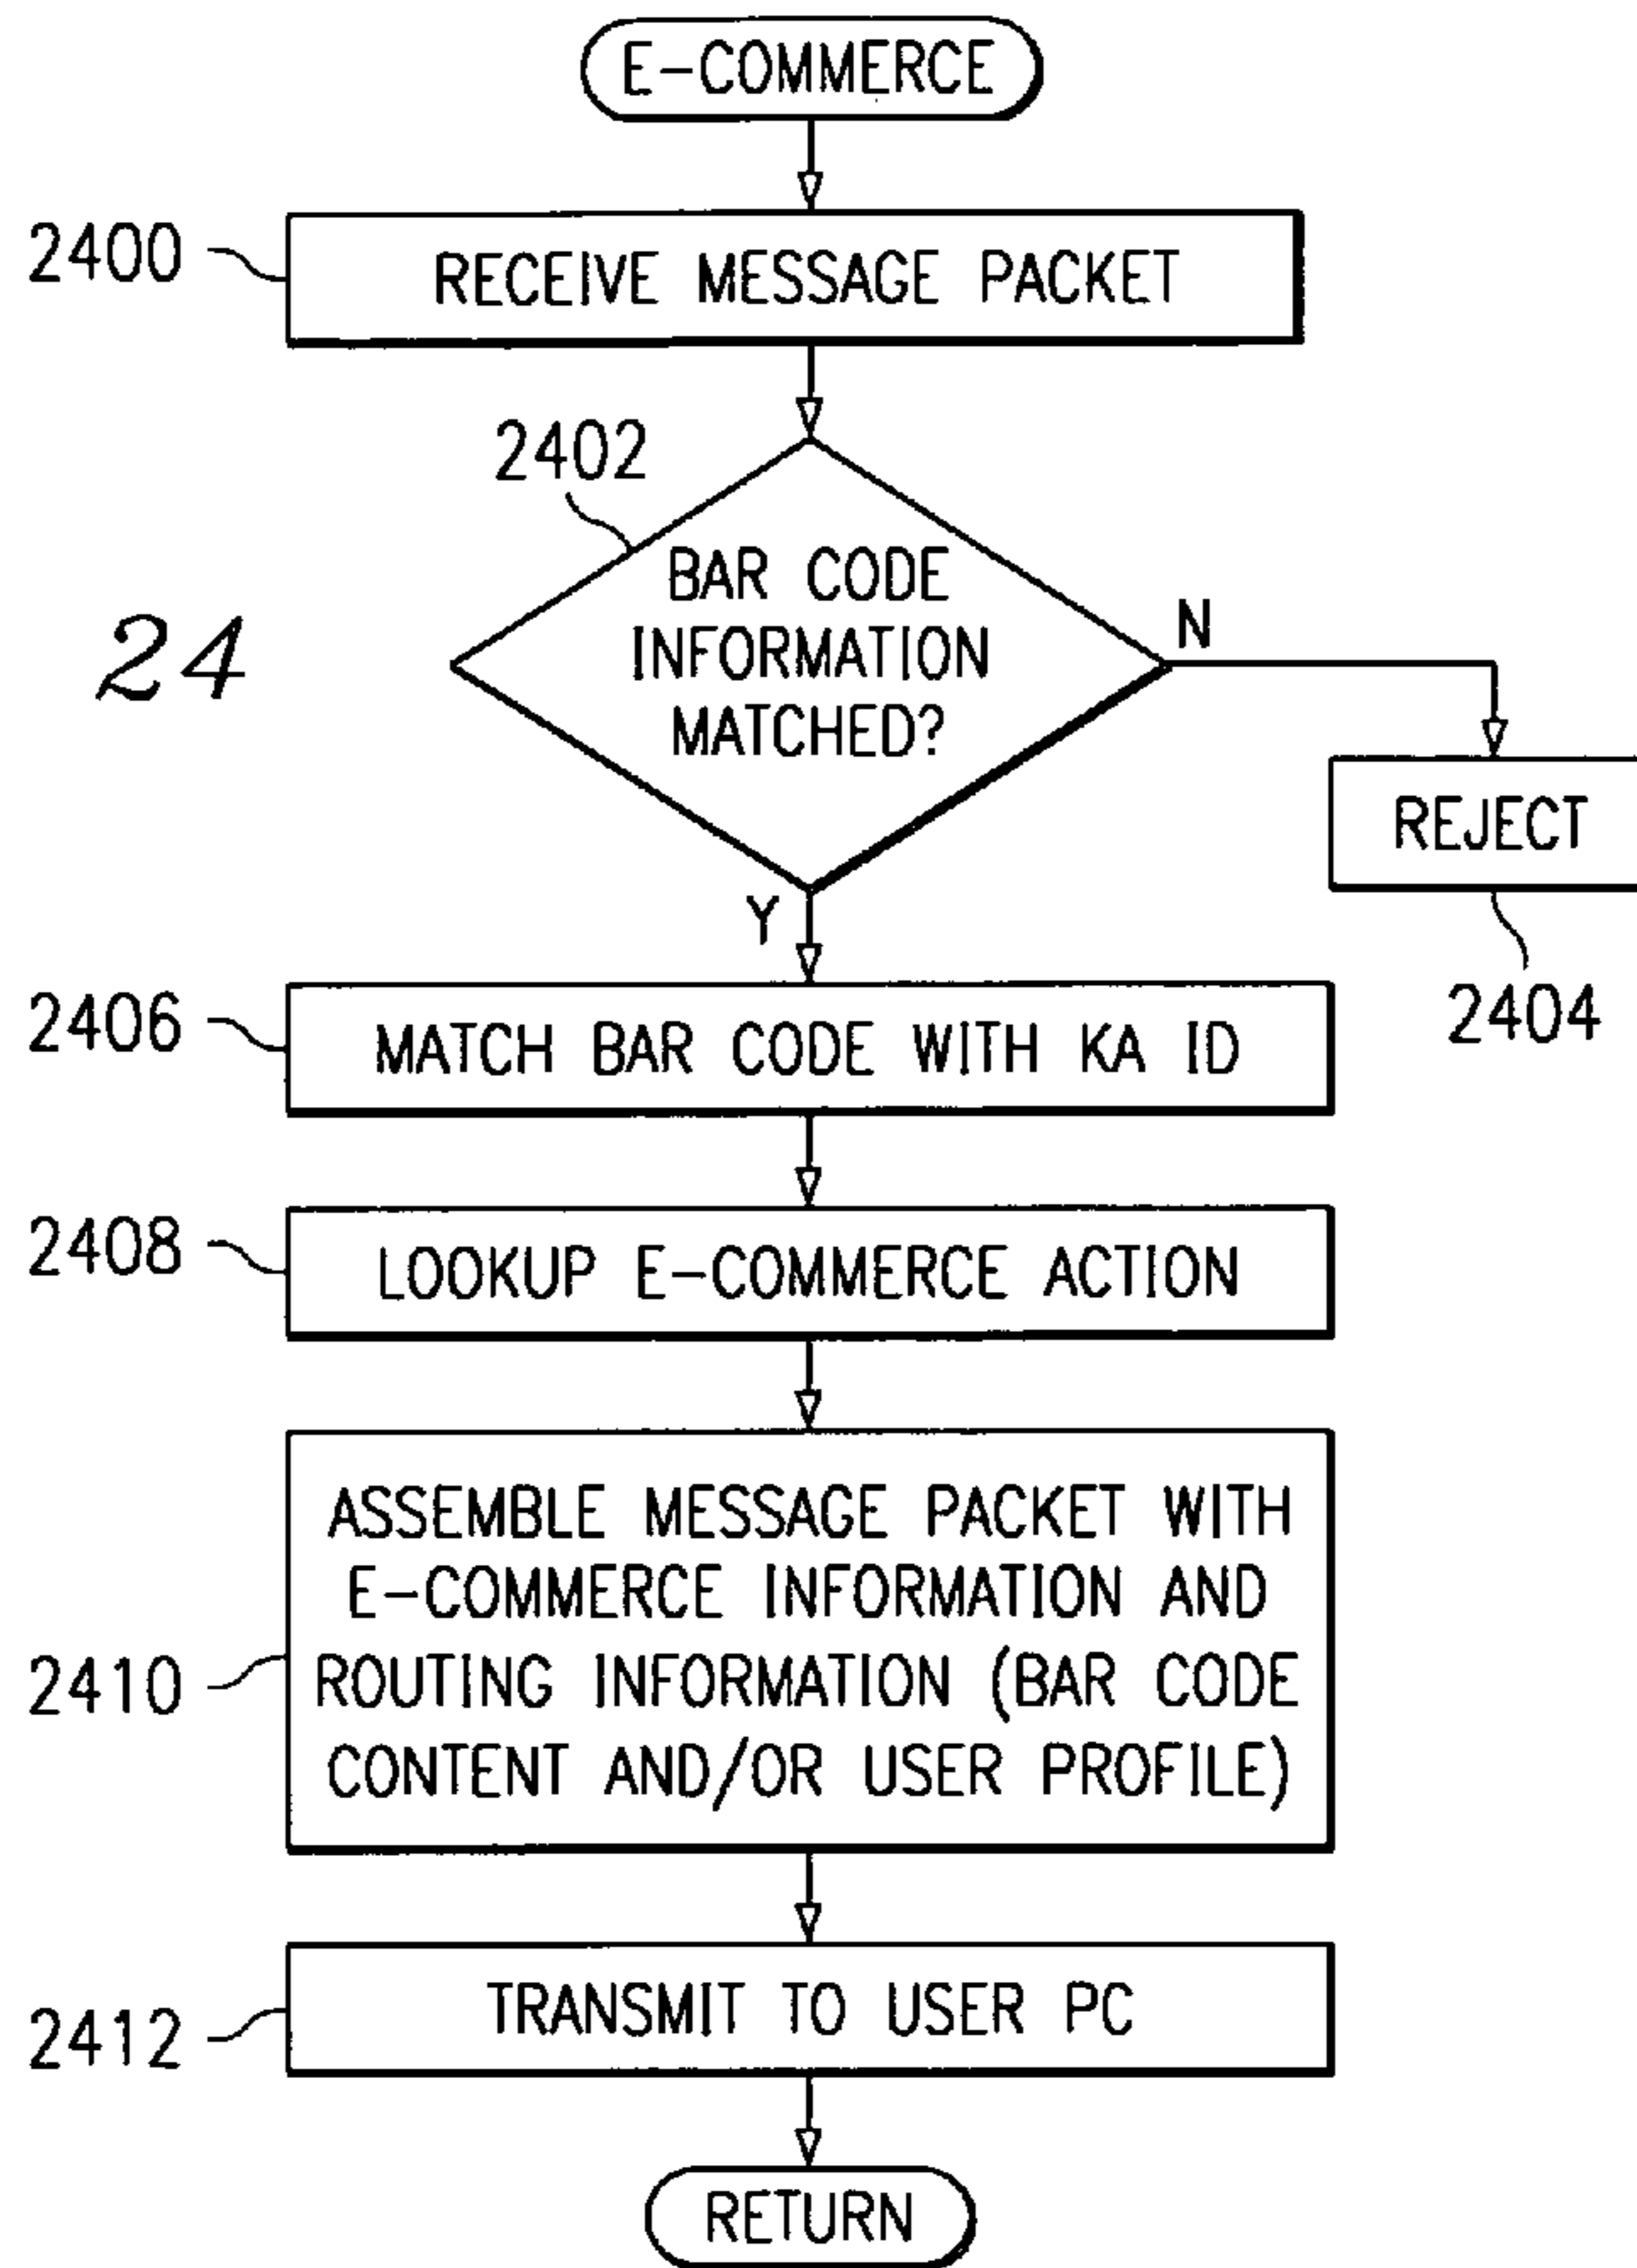 E-COMMERCE
2400
RECEIVE MESSAGE PACKET
2402
BAR CODE
INFORMATION
MATCHED?
N
24
REJECT
2404
Y
2406
MATCH BAR CODE WITH KA ID
2408
LOOKUP E-COMMERCE ACTION
ASSEMBLE MESSAGE PACKET WITH
E-COMMERCE INFORMATION AND
2410
ROUTING INFORMATION (BAR CODE
CONTENT AND/OR USER PROFILE)
2412
TRANSMIT TO USER PC
RETURN